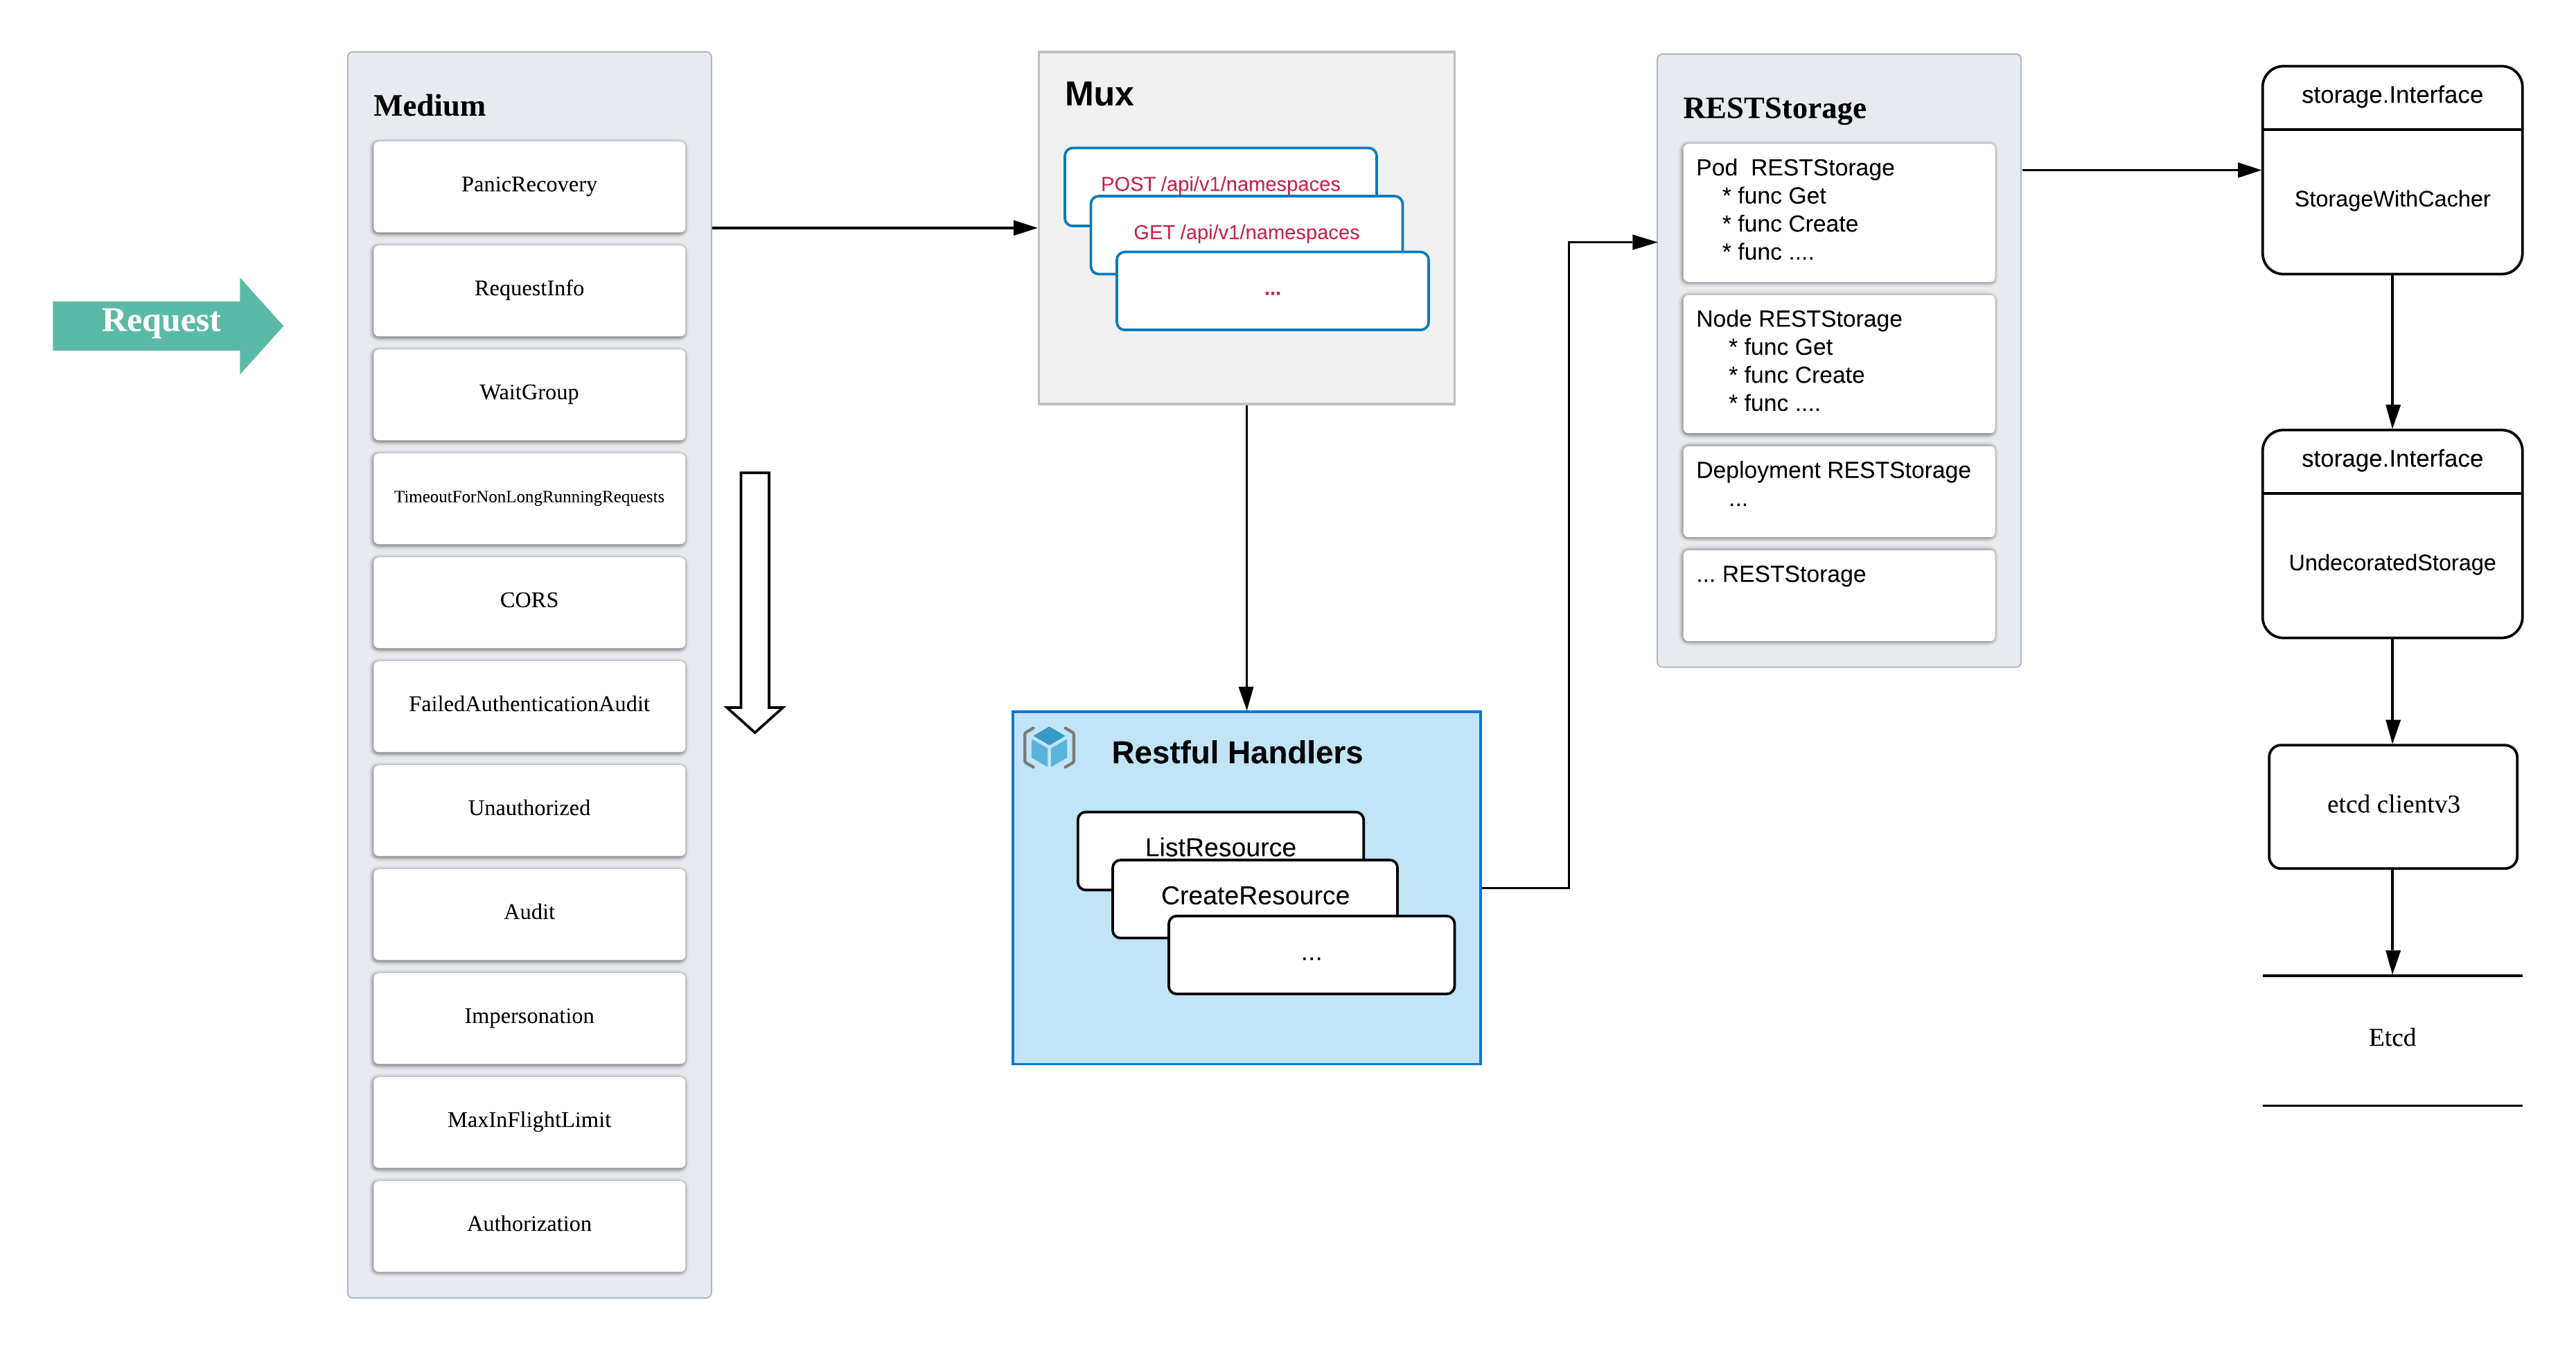 Request
Medium
PanicRecovery
RequestInfo
WaitGroup
TimeoutForNonLongRunningRequests
CORS
FailedAuthenticationAudit
Unauthorized
Audit
Impersonation
MaxInFlightLimit
Authorization
Mux
POST /api/v1/namespaces
GET /api/v1/namespaces
...
Restful Handlers
ListResource
CreateResource
...
RESTStorage
Pod  RESTStorage
* func Get
* func Create
* func ....
Node RESTStorage
* func Get
* func Create
* func ....
Deployment RESTStorage
...
... RESTStorage
storage.Interface
StorageWithCacher
storage.Interface
UndecoratedStorage
etcd clientv3
Etcd